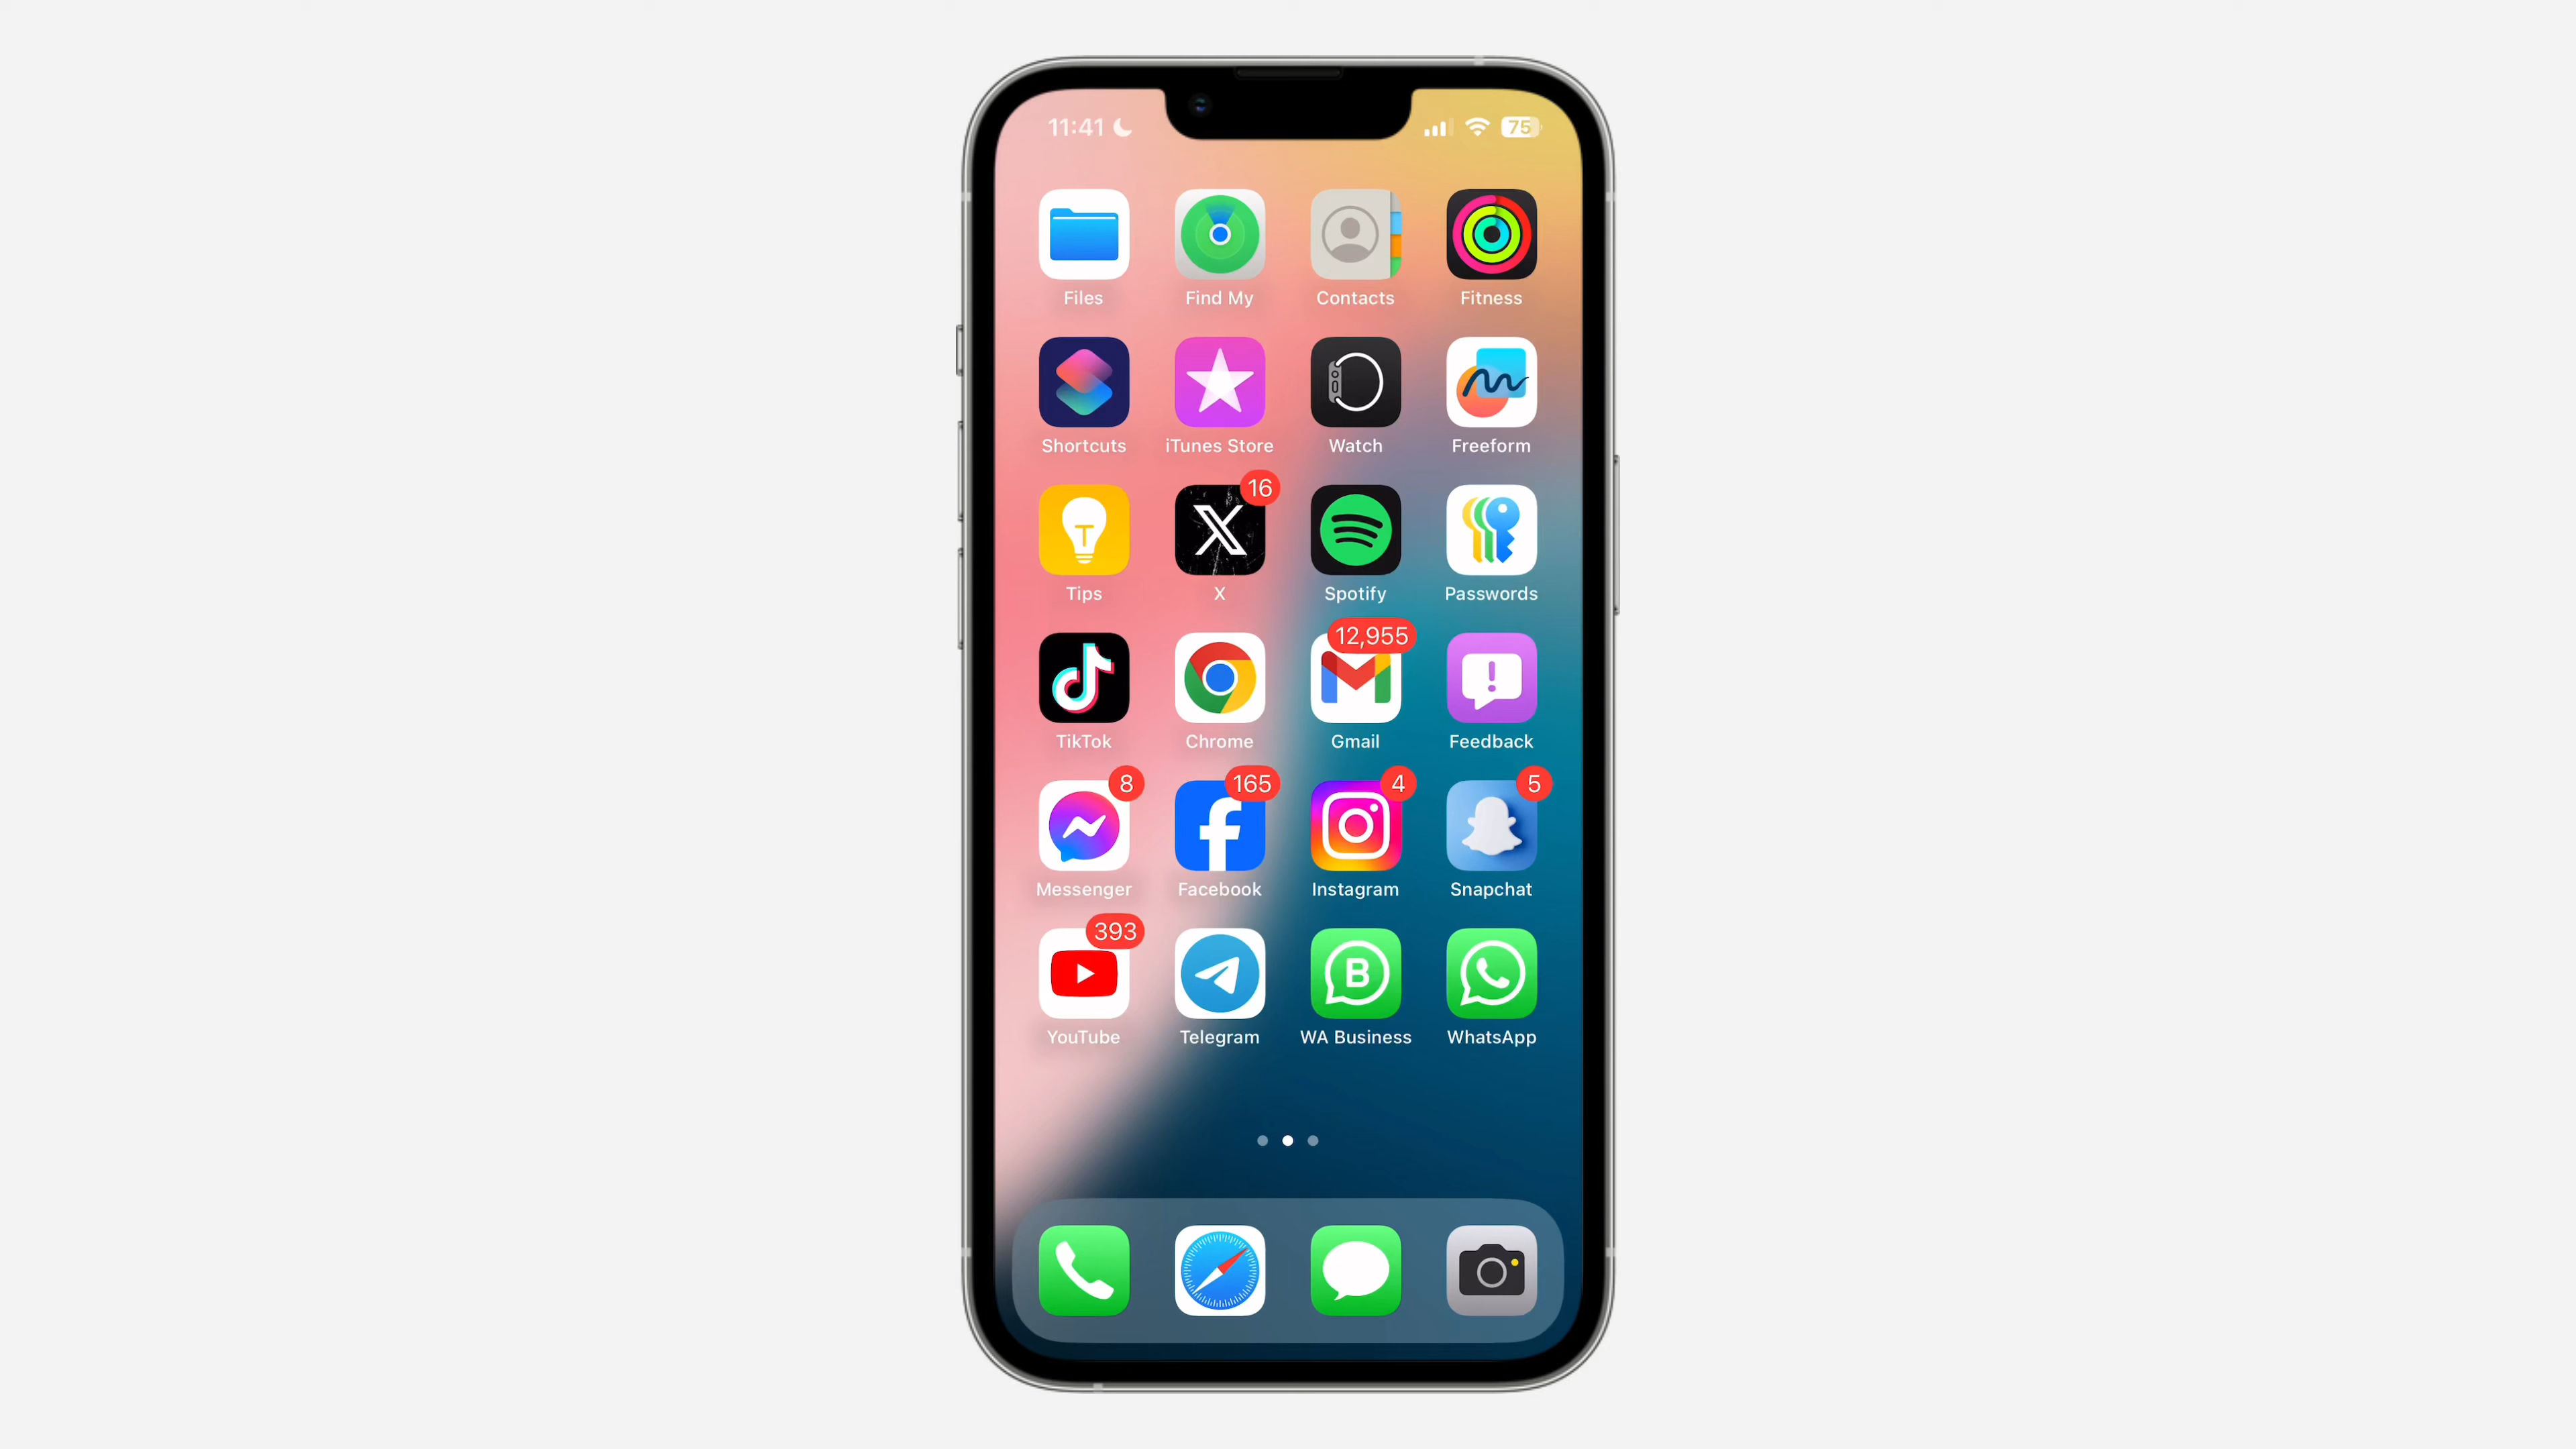 11:41 75
Files Find My Contacts Fitness
Shortcuts iTunes Store Watch Freeform
16
Tips X Spotify Passwords
12,955
TikTok Chrome Gmail Feedback
8 165 4 5
Messenger Facebook Instagram Snapchat
393
B
YouTube Telegram WA Business WhatsApp